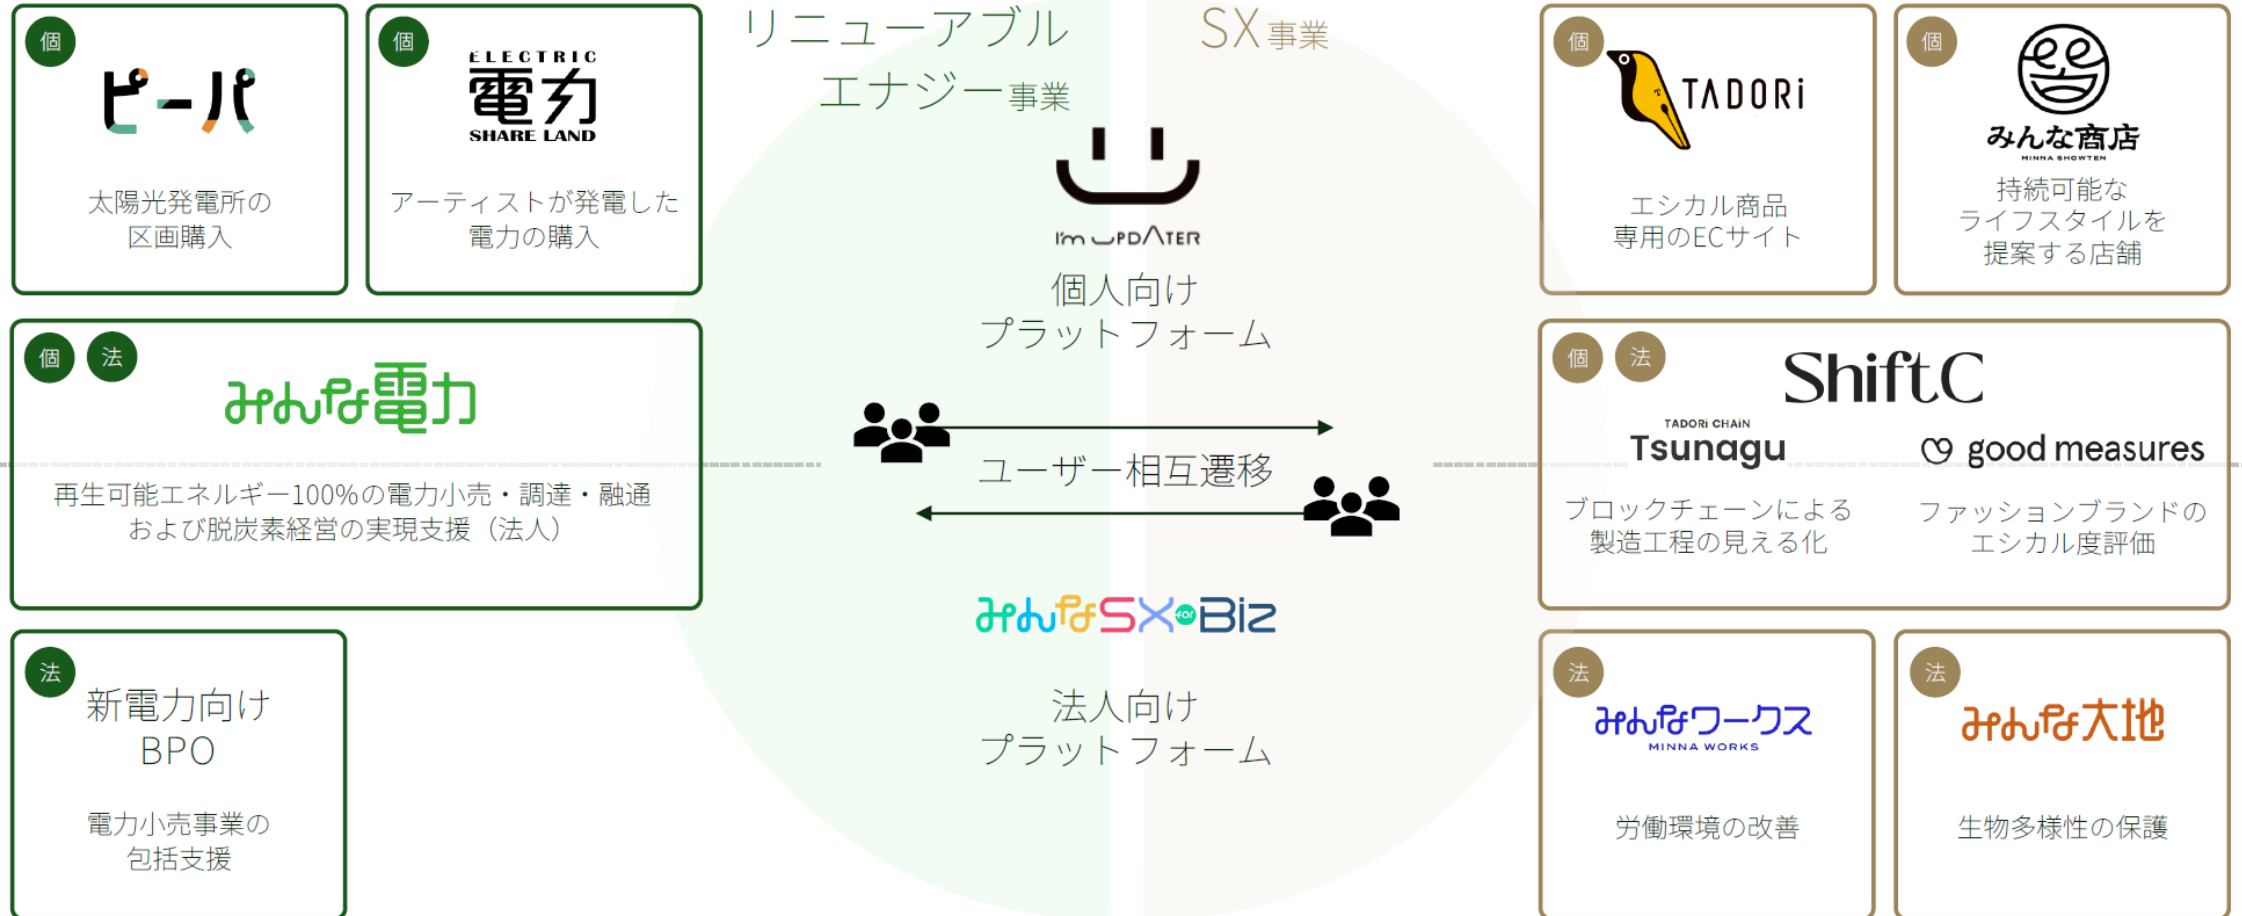 リニューアブル
エナジー事業
SX事業
個
ピーパ
太陽光発電所の
区画購入
個
ELECTRIC
電力
SHARE LAND
アーティストが発電した
電力の購入
個
法
みんな電力
再生可能エネルギー100%の電力小売・調達・融通
および脱炭素経営の実現支援（法人）
法
新電力向け
BPO
電力小売事業の
包括支援
I'm UPDATER
個人向け
プラットフォーム
ユーザー相互遷移
みんなSX for Biz
法人向け
プラットフォーム
個
TADORi
エシカル商品
専用のECサイト
個
みんな商店
MINNA SHOWTEN
持続可能な
ライフスタイルを
提案する店舗
個
法
Shift C
TADORi CHAiN
Tsunagu
ブロックチェーンによる
製造工程の見える化
good measures
ファッションブランドの
エシカル度評価
法
みんなワークス
MINNA WORKS
労働環境の改善
法
みんな大地
生物多様性の保護